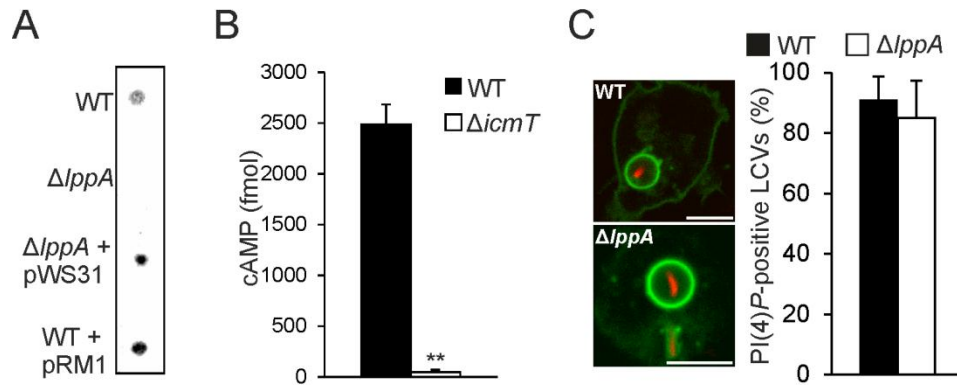 A
WT
ΔlppA
ΔlppA +
pWS31
WT +
pRM1
B
cAMP (fmol)
3000
2500
2000
1500
1000
500
0
WT
ΔicmT
**
C
WT
ΔlppA
WT
ΔlppA
PI(4)P-positive LCVs (%)
100
80
60
40
20
0